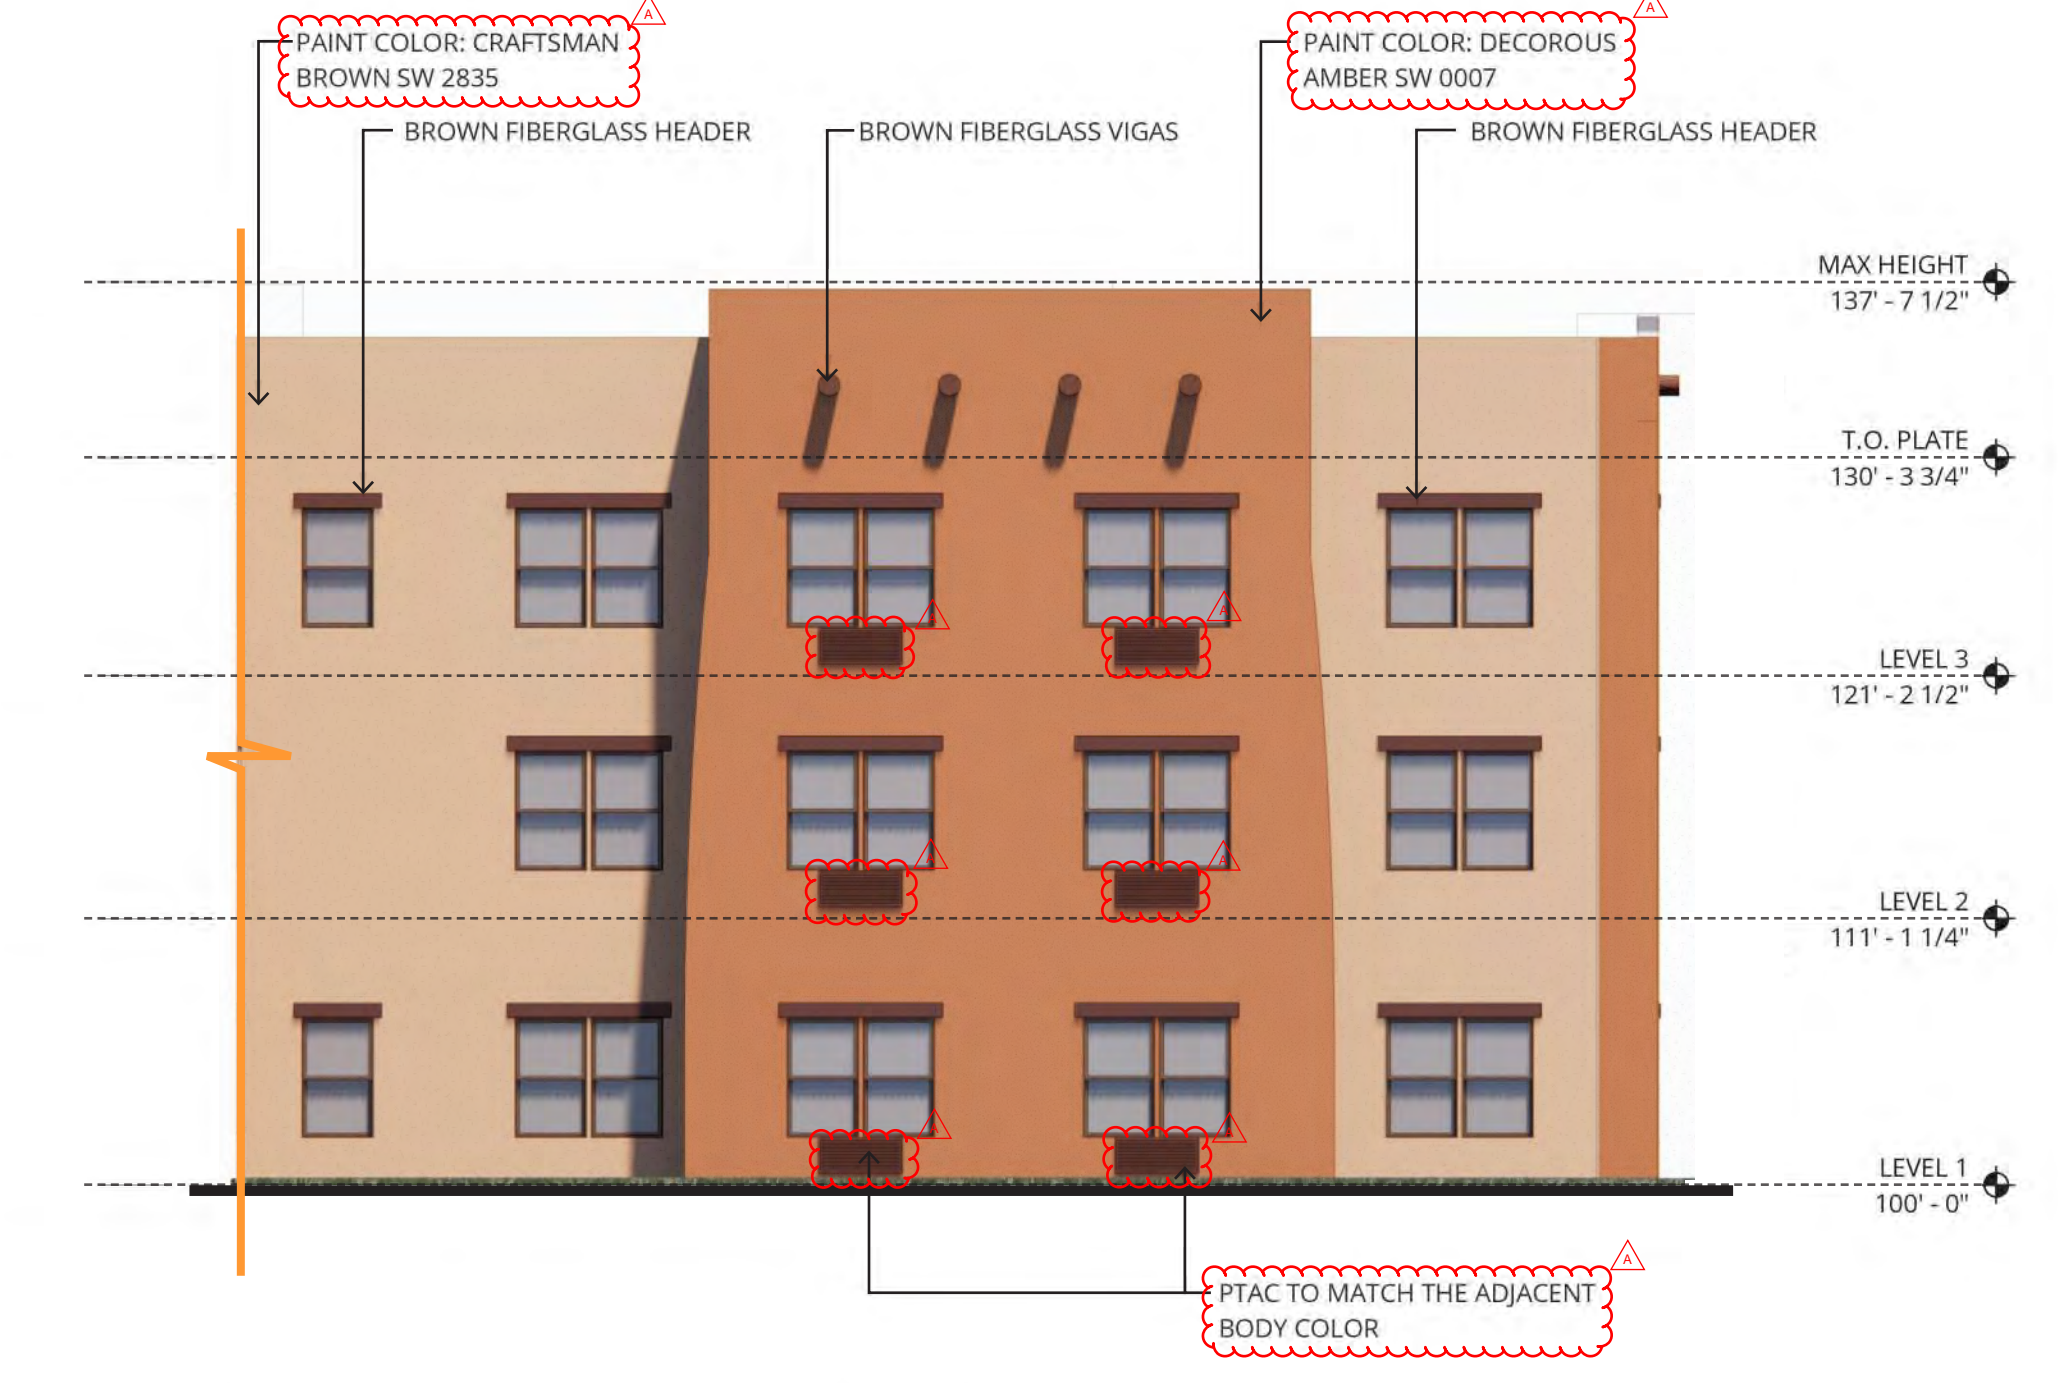 A
PAINT COLOR: CRAFTSMAN
BROWN SW 2835
A
PAINT COLOR: DECOROUS
AMBER SW 0007
BROWN FIBERGLASS HEADER
BROWN FIBERGLASS VIGAS
BROWN FIBERGLASS HEADER
MAX HEIGHT
137' - 7 1/2"
T.O. PLATE
130' - 3 3/4"
A
A
LEVEL 3
121' - 2 1/2"
A
A
LEVEL 2
111' - 1 1/4"
A
A
LEVEL 1
100' - 0"
A
PTAC TO MATCH THE ADJACENT
BODY COLOR